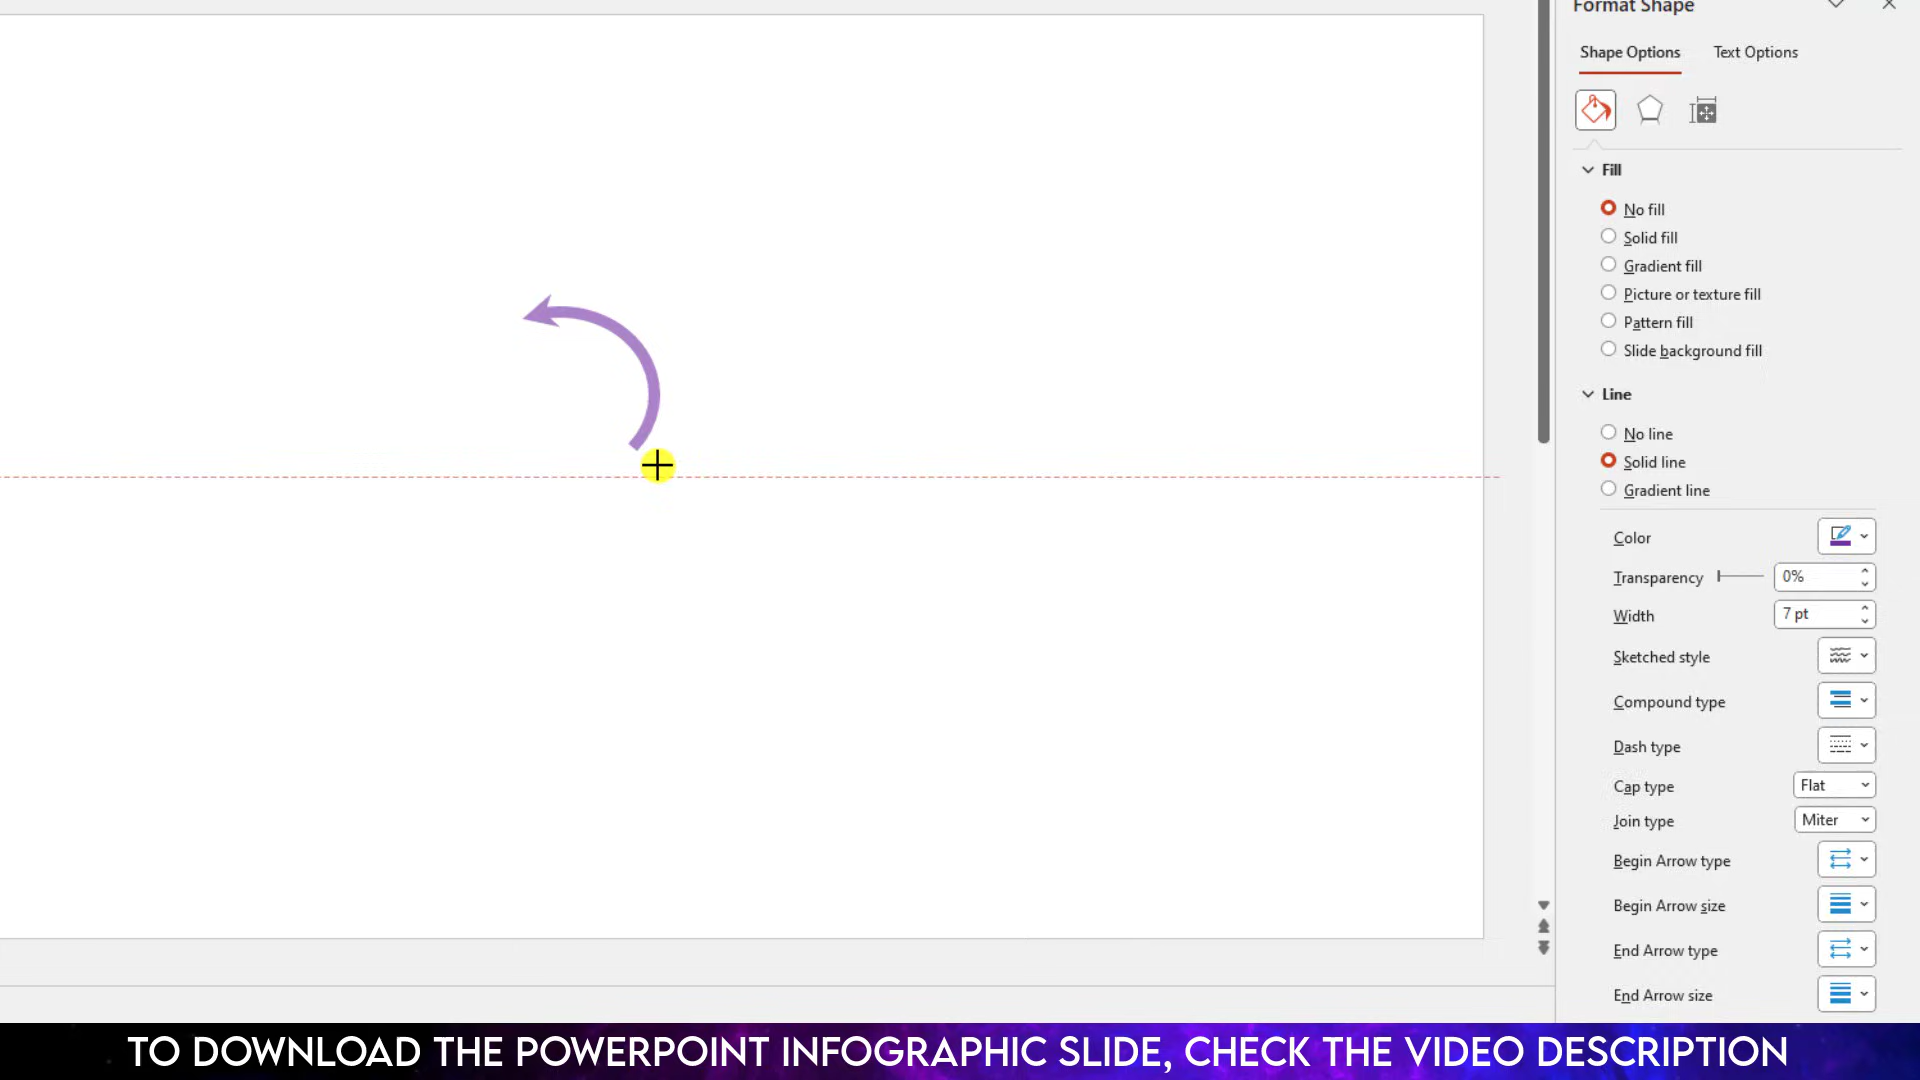 Format Shape
Shape Options Text Options
Fill
No fill
Solid fill
Gradient fill
Picture or texture fill
Pattern fill
Slide background fill
Line
No line
Solid line
Gradient line
Color
Transparency 0%
Width 7 pt
Sketched style
Compound type
Dash type
Cap type Flat
Join type Miter
Begin Arrow type
Begin Arrow size
End Arrow type
End Arrow size
TO DOWNLOAD THE POWERPOINT INFOGRAPHIC SLIDE, CHECK THE VIDEO DESCRIPTION